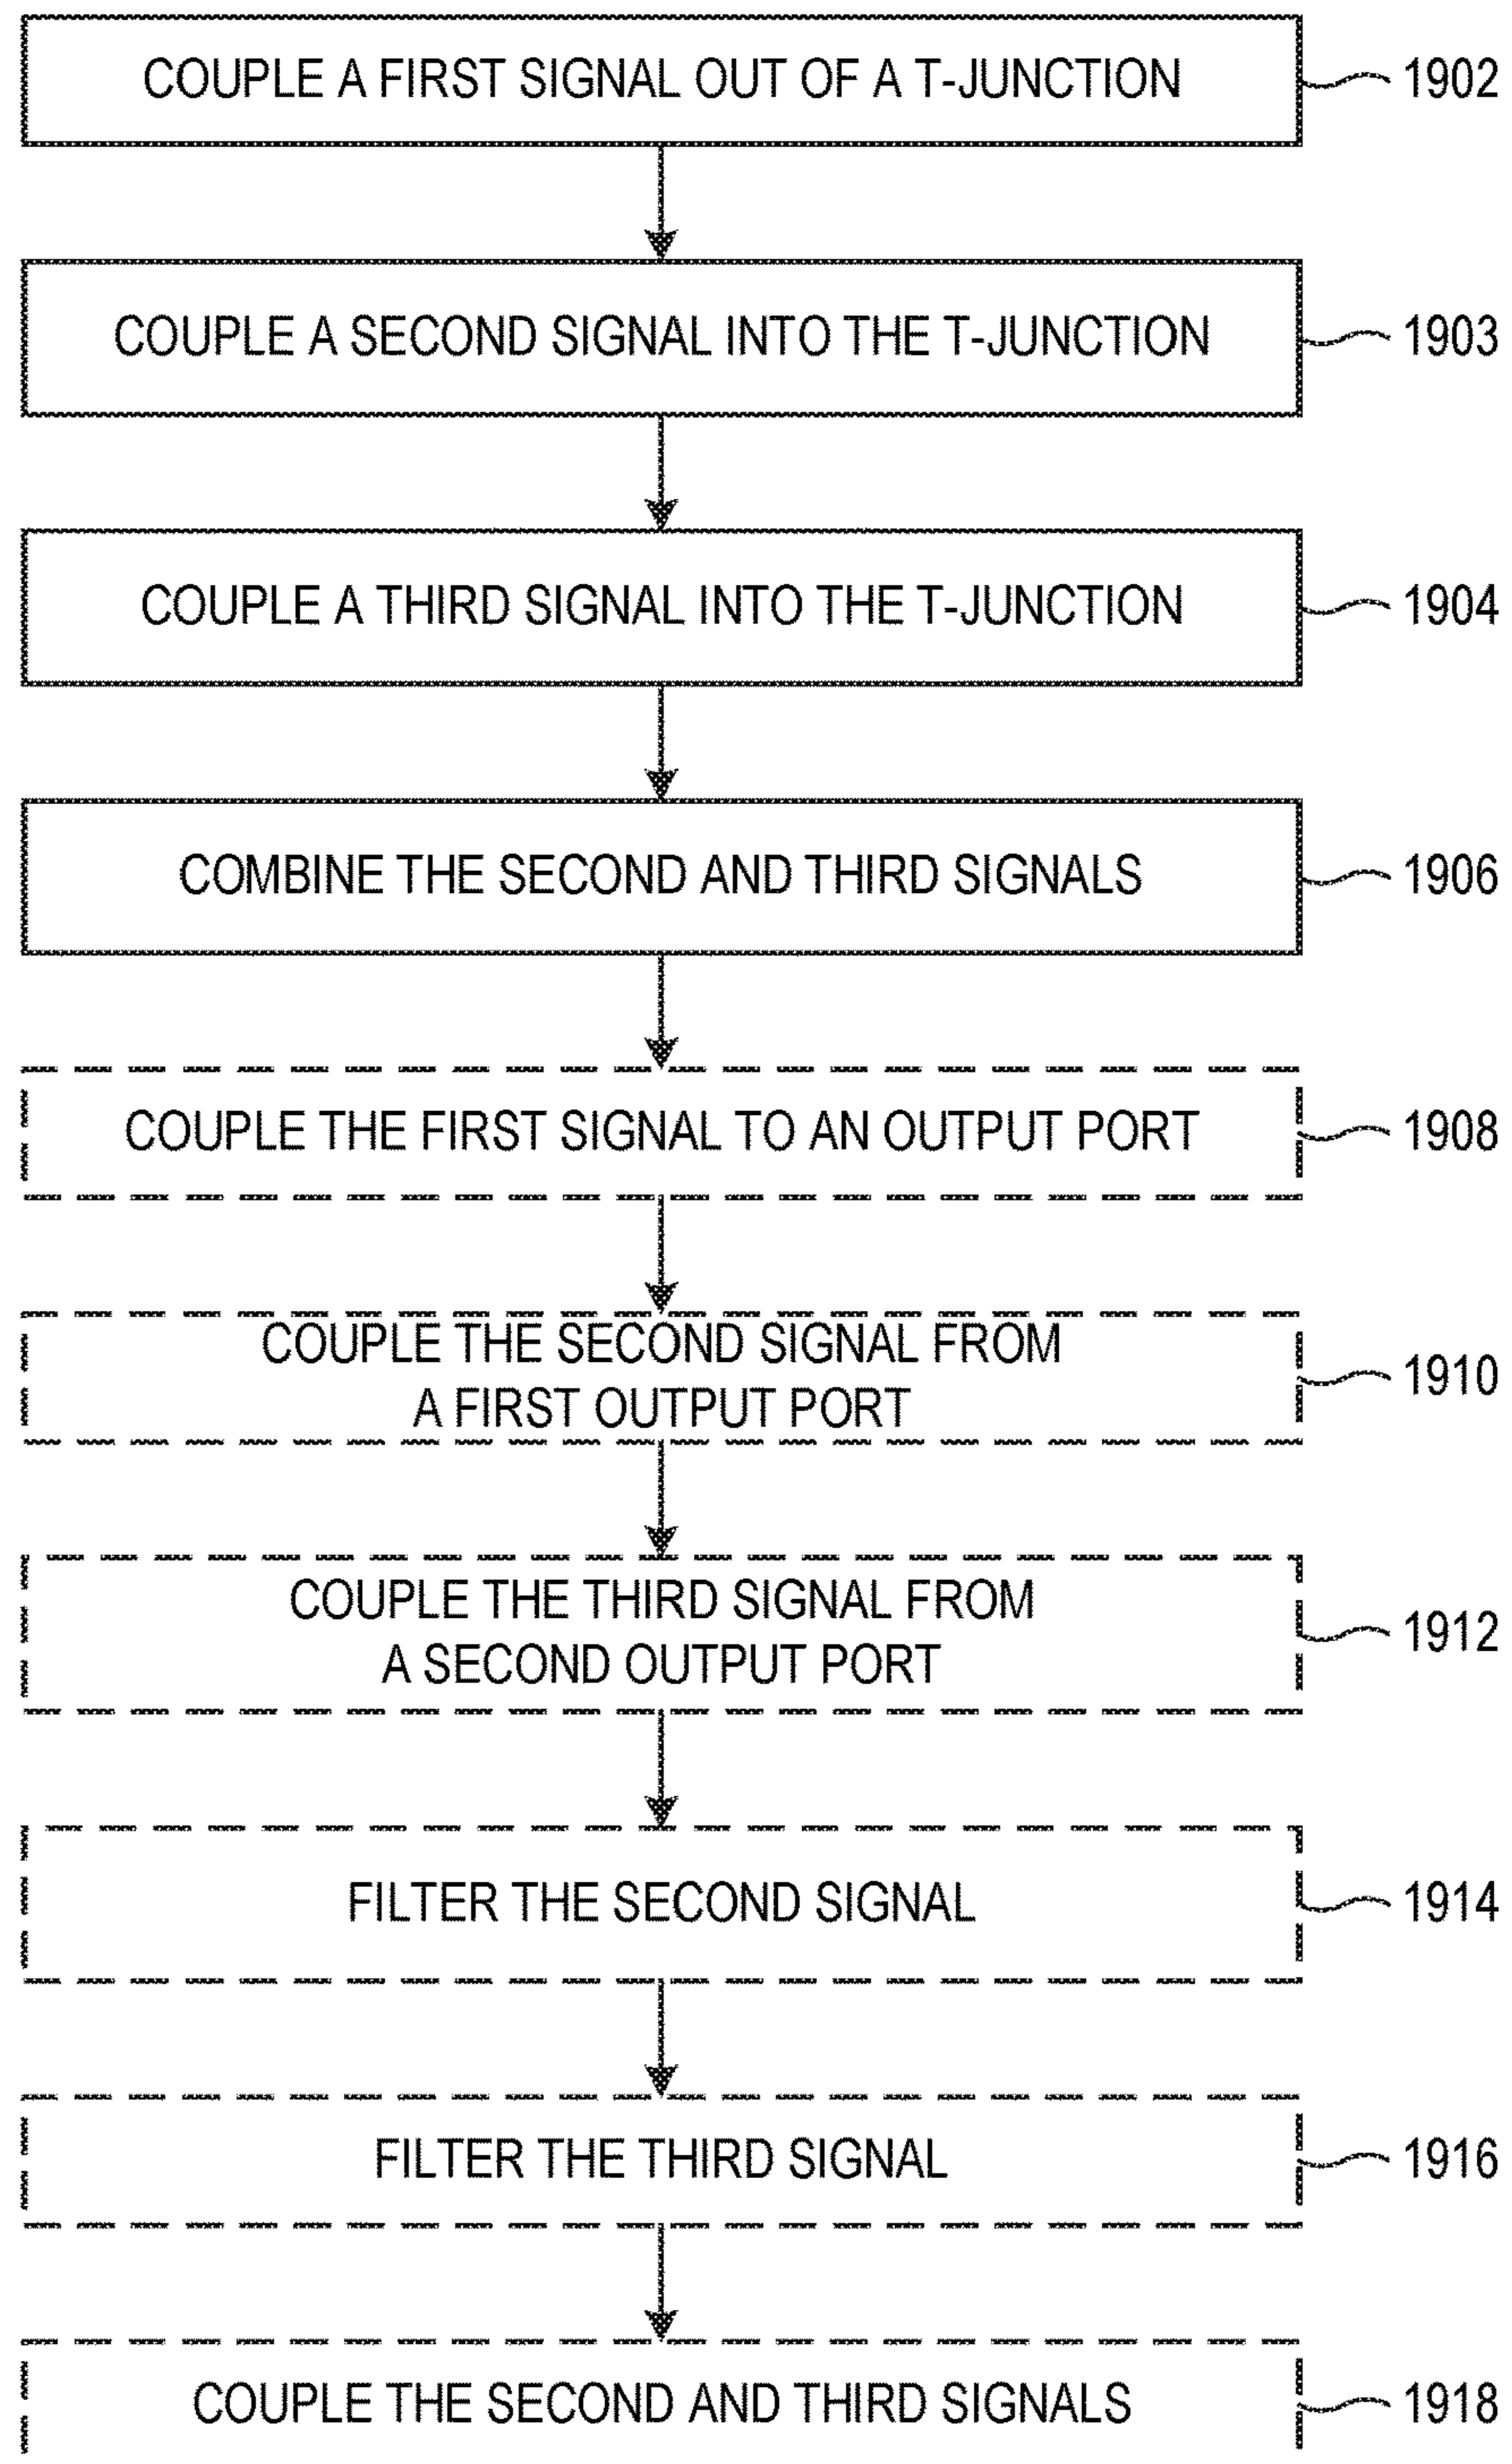 COUPLE A FIRST SIGNAL OUT OF A T-JUNCTION 1902
COUPLE A SECOND SIGNAL INTO THE T-JUNCTION 1903
COUPLE A THIRD SIGNAL INTO THE T-JUNCTION 1904
COMBINE THE SECOND AND THIRD SIGNALS 1906
COUPLE THE FIRST SIGNAL TO AN OUTPUT PORT 1908
COUPLE THE SECOND SIGNAL FROM
A FIRST OUTPUT PORT 1910
COUPLE THE THIRD SIGNAL FROM
A SECOND OUTPUT PORT 1912
FILTER THE SECOND SIGNAL 1914
FILTER THE THIRD SIGNAL 1916
COUPLE THE SECOND AND THIRD SIGNALS 1918